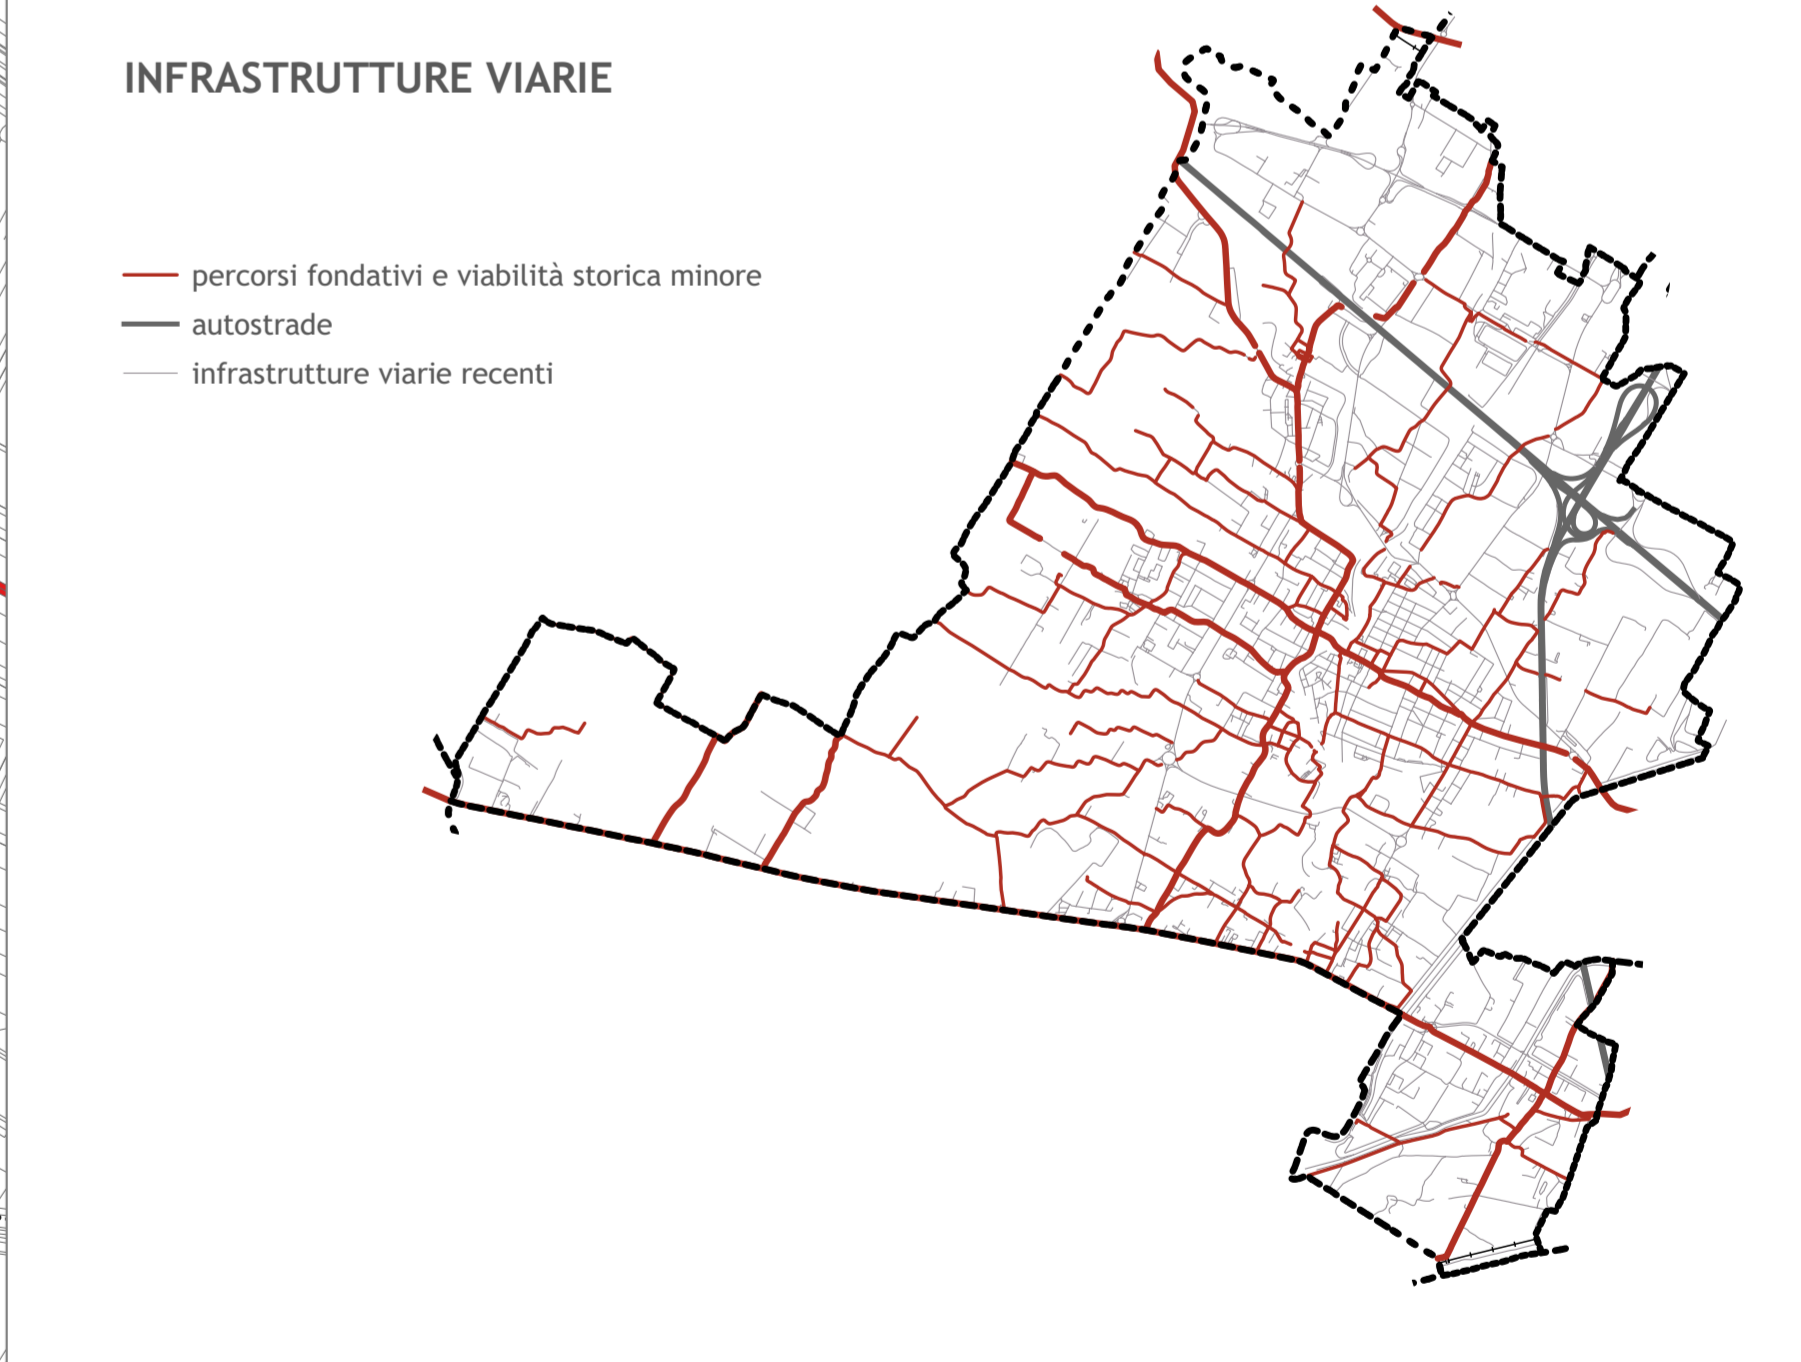 INFRASTRUTTURE VIARIE
percorsi fondativi e viabilità storica minore
autostrade
infrastrutture viarie recenti